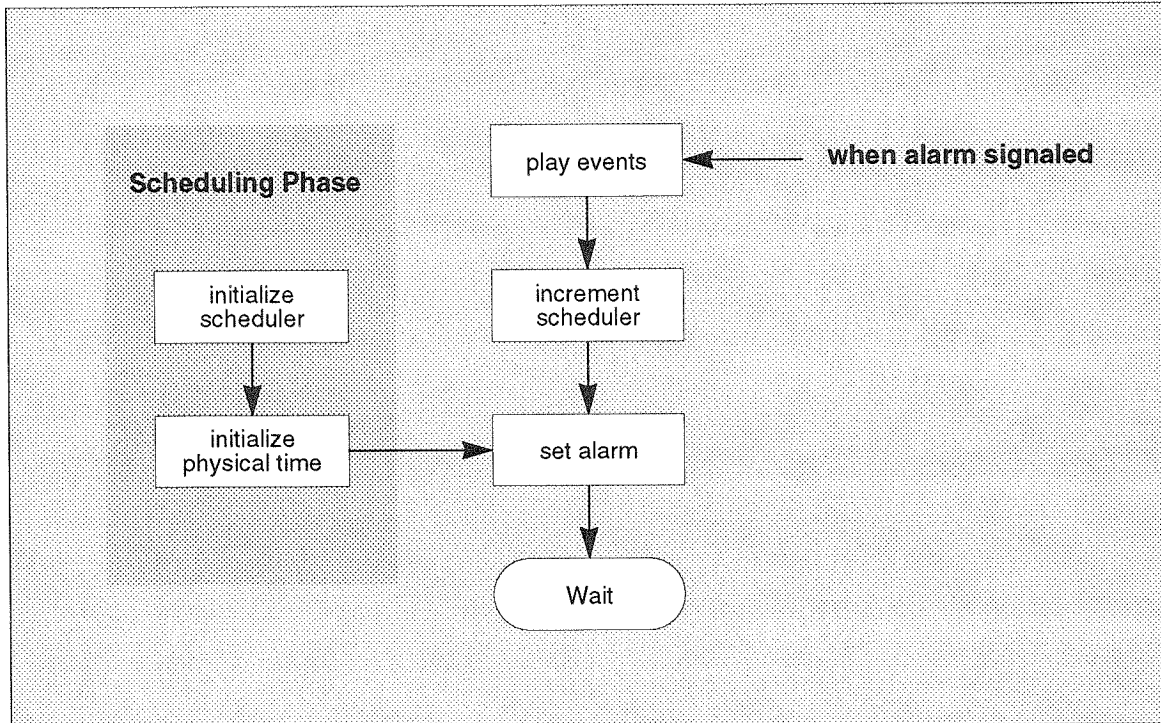 Scheduling Phase
initialize
scheduler
initialize
physical time
play events
when alarm signaled
increment
scheduler
set alarm
Wait